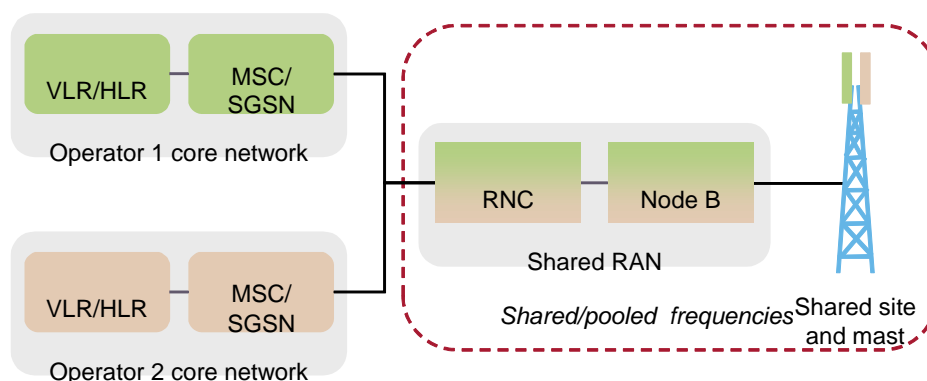 VLR/HLR
MSC/
SGSN
Operator 1 core network
RNC
Node B
Shared RAN
VLR/HLR
MSC/
SGSN
Operator 2 core network
Shared/pooled frequencies
Shared site
and mast